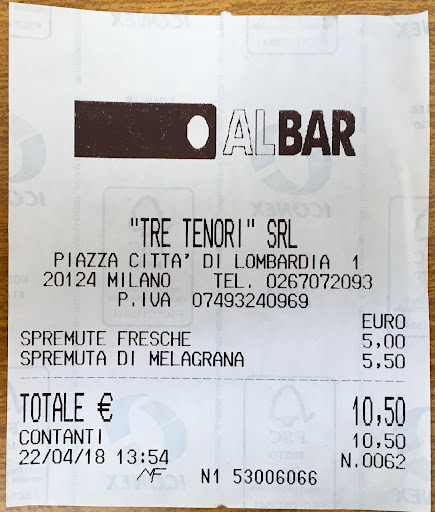 ALBAR
"TRE TENORI" SRL
PIAZZA CITTA' DI LOMBARDIA 1
20124 MILANO TEL. 0267072093
P.IVA 07493240969
EURO
SPREMUTE FRESCHE 5,00
SPREMUTA DI MELAGRANA 5,50
TOTALE € 10,50
CONTANTI 10,50
22/04/18 13:54 N.0062
MF N1 53006066